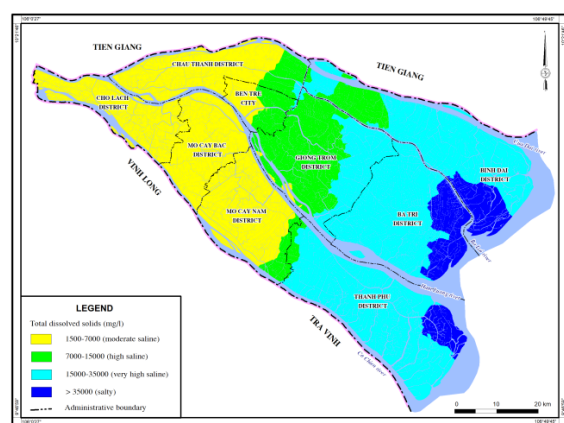 TIEN GIANG
CHAU THANH DISTRICT
TIEN GIANG
CHO LACH
DISTRICT
BEN TRE
CITY
MO CAY BAC
DISTRICT
GIONG TROM
DISTRICT
BINH DAI
DISTRICT
VINH LONG
MO CAY NAM
DISTRICT
BA TRI
DISTRICT
THANH PHU
DISTRICT
TRA VINH
LEGEND
Total dissolved solids (mg/l)
1500-7000 (moderate saline)
7000-15000 (high saline)
15000-35000 (very high saline)
> 35000 (salty)
Administrative boundary
0 10 20 km